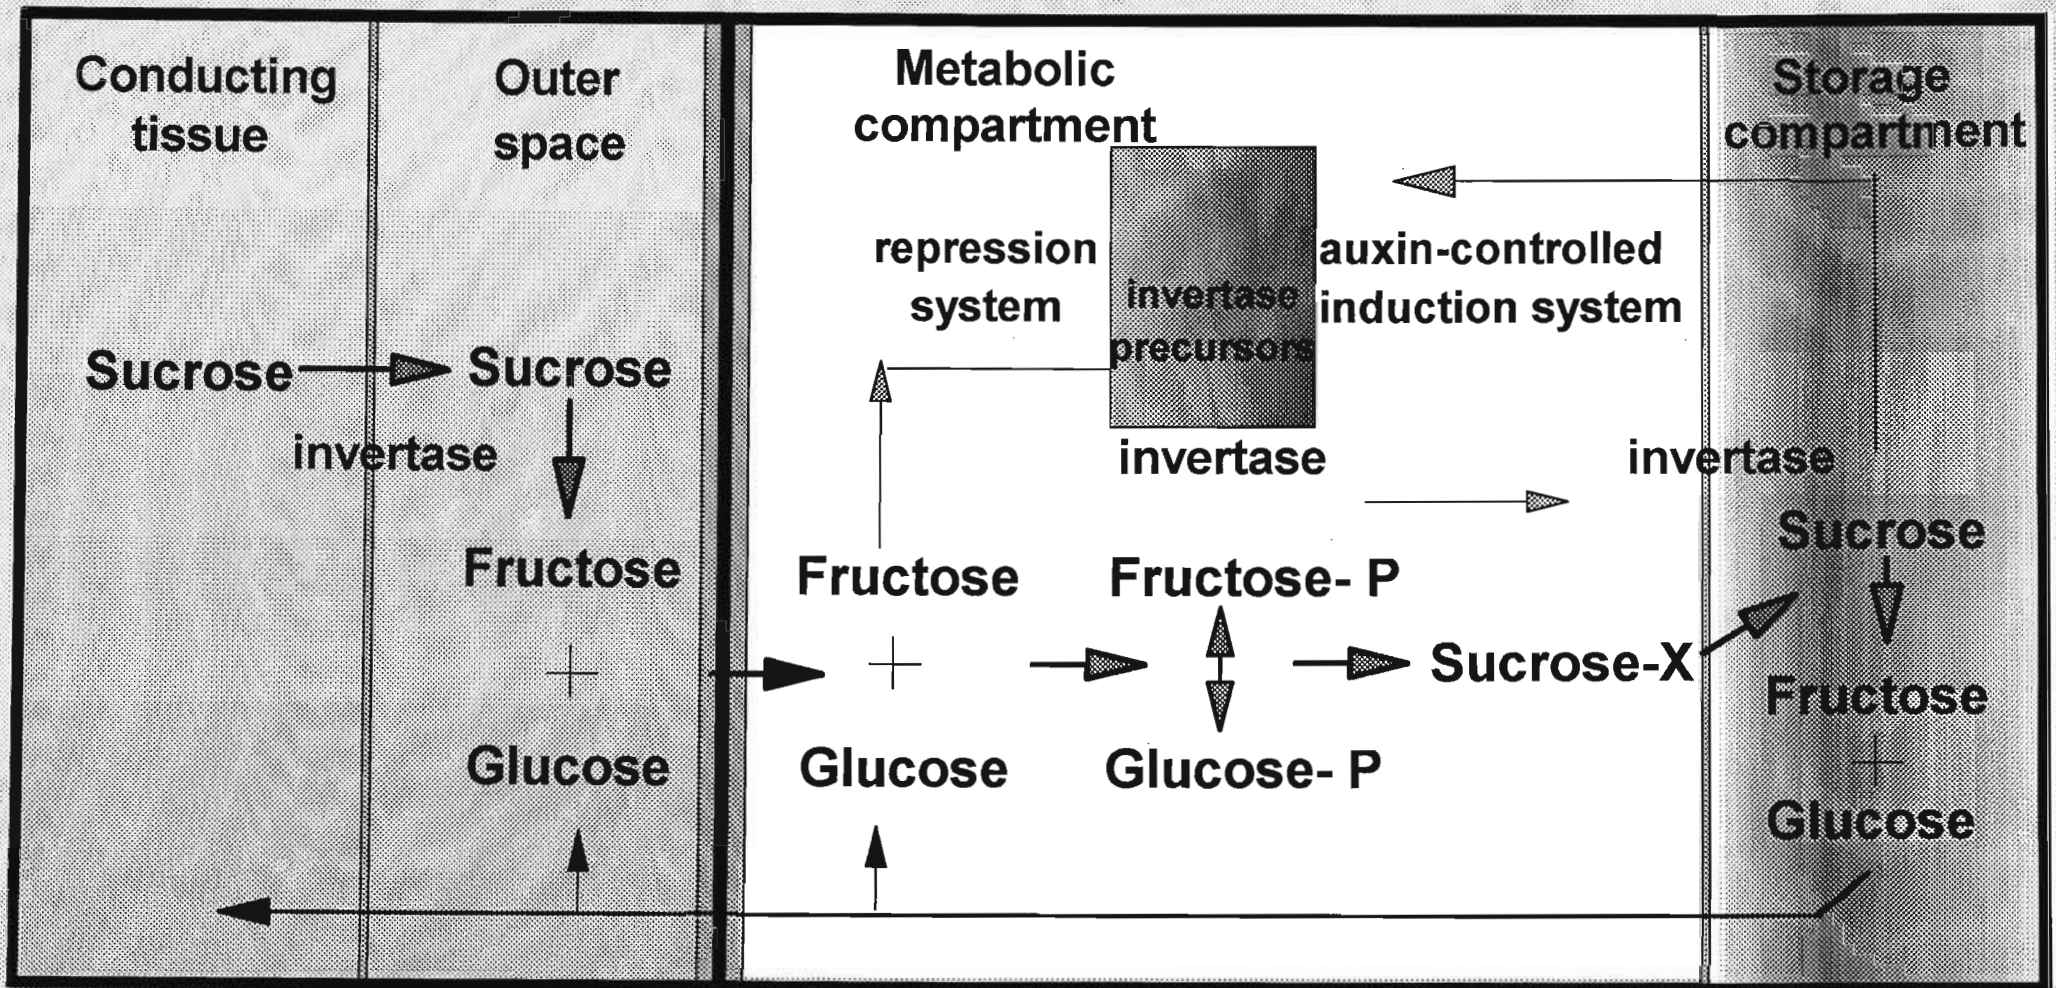 Conducting
tissue
Outer
space
Metabolic
compartment
Storage
compartment
repression
system
invertase
precursors
auxin-controlled
induction system
Sucrose
Sucrose
invertase
invertase
invertase
Sucrose
Fructose
+
Glucose
Fructose
+
Glucose
Fructose- P
Glucose- P
Sucrose-X
Fructose
+
Glucose